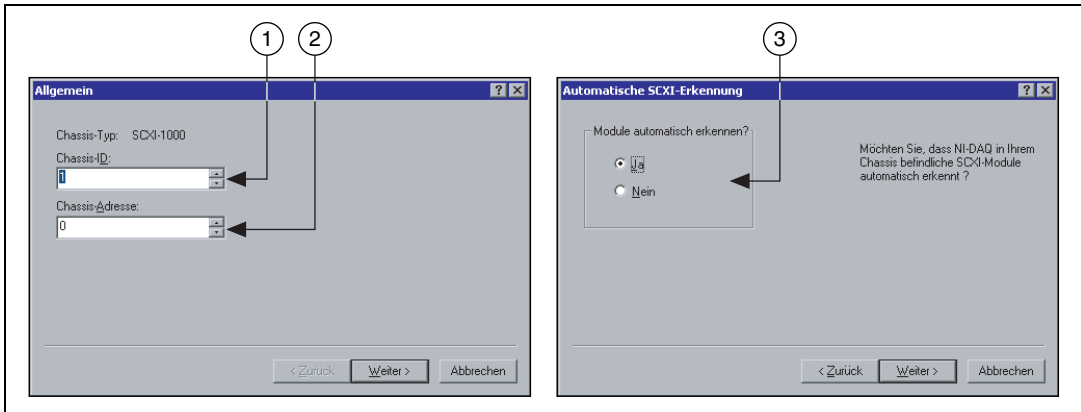 1 2 3
Allgemein
Chassis-Typ: SCXI-1000
Chassis-ID:
1
Chassis-Adresse:
0
< Zurück Weiter > Abbrechen
Automatische SCXI-Erkennung
Module automatisch erkennen?
Ja
Nein
Möchten Sie, dass NI-DAQ in Ihrem
Chassis befindliche SCXI-Module
automatisch erkennt ?
< Zurück Weiter > Abbrechen